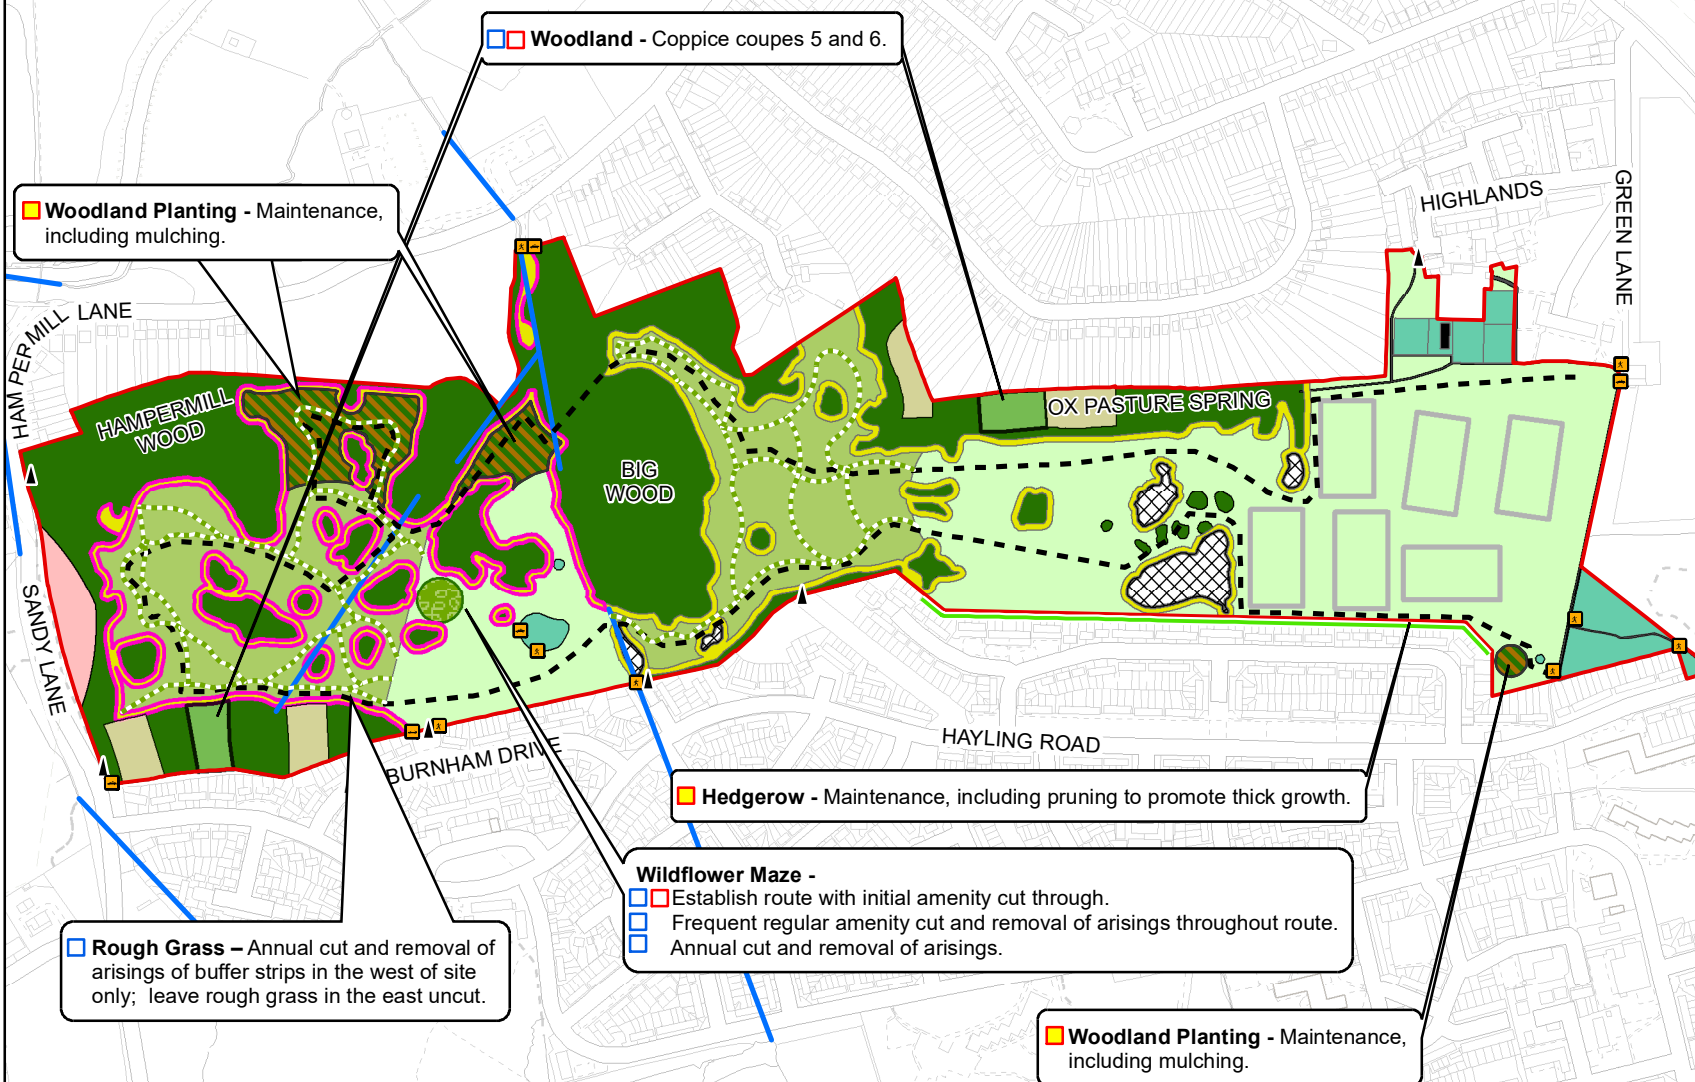 Woodland - Coppice coupes 5 and 6.
Woodland Planting - Maintenance,
including mulching.
HIGHLANDS
GREEN LANE
HAM PERMILL LANE
HAMPERMILL
WOOD
OX PASTURE SPRING
BIG
WOOD
SANDY LANE
BURNHAM DRIVE
HAYLING ROAD
Hedgerow - Maintenance, including pruning to promote thick growth.
Wildflower Maze -
Establish route with initial amenity cut through.
Frequent regular amenity cut and removal of arisings throughout route.
Annual cut and removal of arisings.
Rough Grass – Annual cut and removal of
arisings of buffer strips in the west of site
only; leave rough grass in the east uncut.
Woodland Planting - Maintenance,
including mulching.